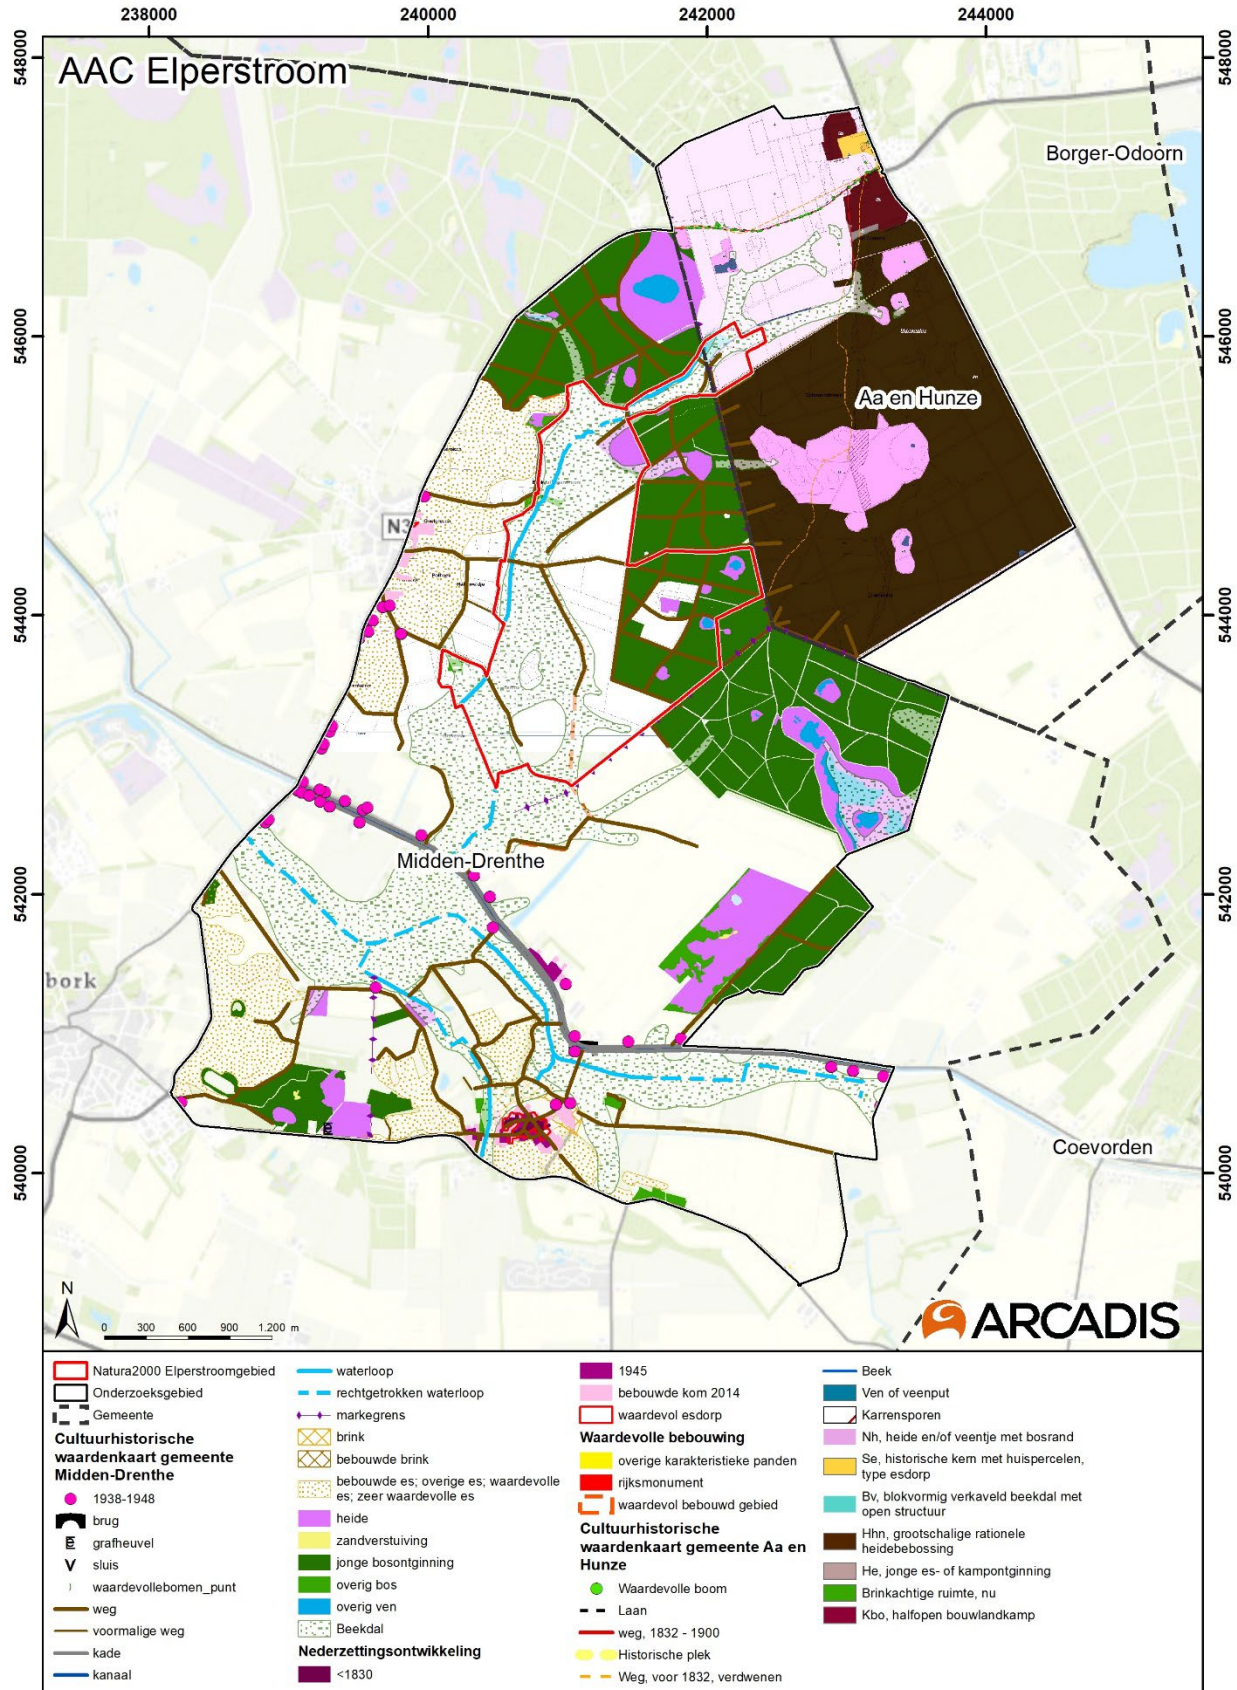 238000
240000
242000
244000
548000
548000
AAC Elperstroom
Borger-Odoorn
546000
546000
Aa en Hunze
N3
544000
544000
Midden-Drenthe
542000
542000
bork
Coevorden
540000
540000
N
0 300 600 900 1.200 m
ARCADIS
Natura2000 Elperstroomgebied
Onderzoeksgebied
Gemeente
Cultuurhistorische
waardenkaart gemeente
Midden-Drenthe
1938-1948
brug
grafheuvel
sluis
waardevollebomen_punt
weg
voormalige weg
kade
kanaal
waterloop
rechtgetrokken waterloop
markegrens
brink
bebouwde brink
bebouwde es; overige es; waardevolle
es; zeer waardevolle es
heide
zandverstuiving
jonge bosontginning
overig bos
overig ven
Beekdal
Nederzettingsontwikkeling
<1830
1945
bebouwde kom 2014
waardevol esdorp
Waardevolle bebouwing
overige karakteristieke panden
rijksmonument
waardevol bebouwd gebied
Cultuurhistorische
waardenkaart gemeente Aa en
Hunze
Waardevolle boom
Laan
weg, 1832 - 1900
Historische plek
Weg, voor 1832, verdwenen
Beek
Ven of veenput
Karrensporen
Nh, heide en/of veentje met bosrand
Se, historische kern met huispercelen,
type esdorp
Bv, blokvormig verkaveld beekdal met
open structuur
Hhn, grootschalige rationele
heidebebossing
He, jonge es- of kampontginning
Brinkachtige ruimte, nu
Kbo, halfopen bouwlandkamp